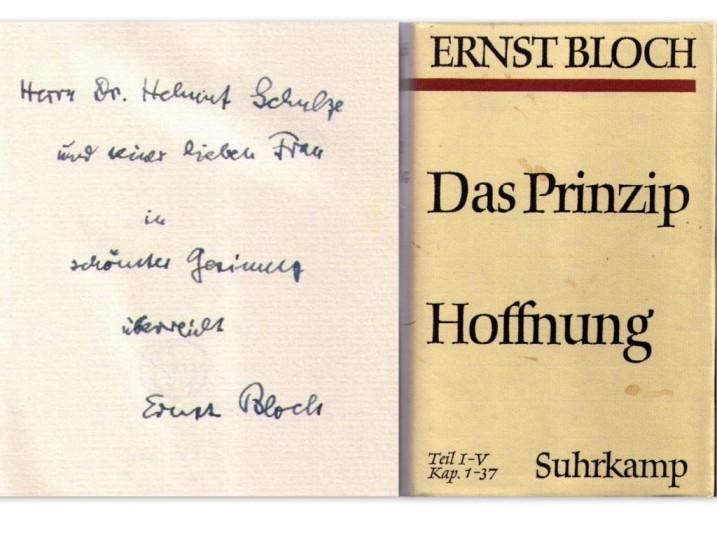 Herrn Dr. Helmut Schulze
und seiner lieben Frau
in
schönster Gesinnung
überreicht
Ernst Bloch
ERNST BLOCH
Das Prinzip
Hoffnung
Teil I-V
Kap. 1-37
Suhrkamp